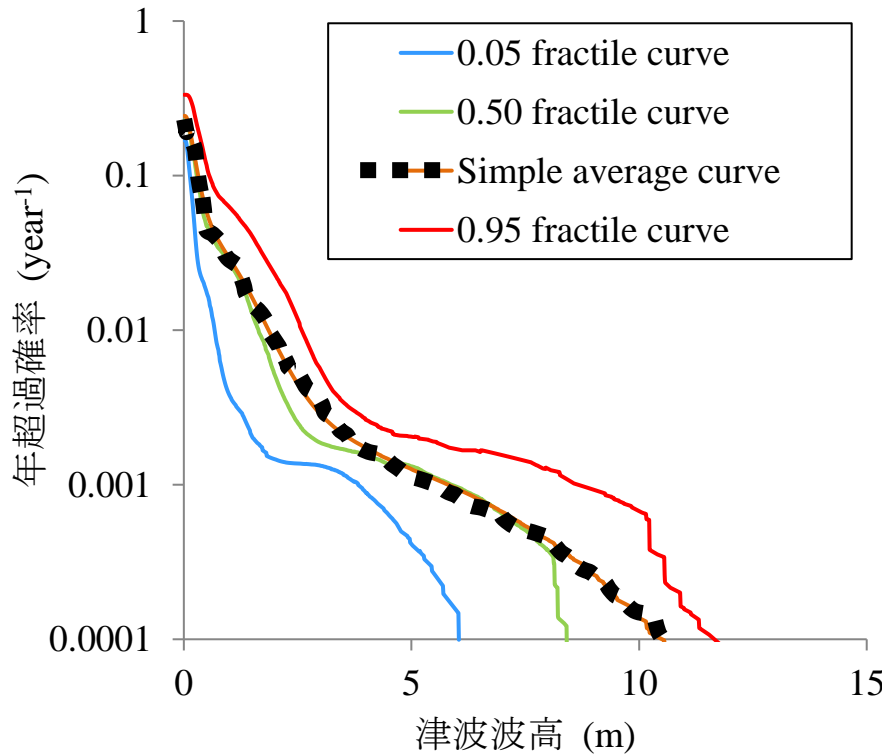 1
0.1
0.01
0.001
0.0001
年超過確率 (year⁻¹)
0.05 fractile curve
0.50 fractile curve
Simple average curve
0.95 fractile curve
0
5
10
15
津波波高 (m)